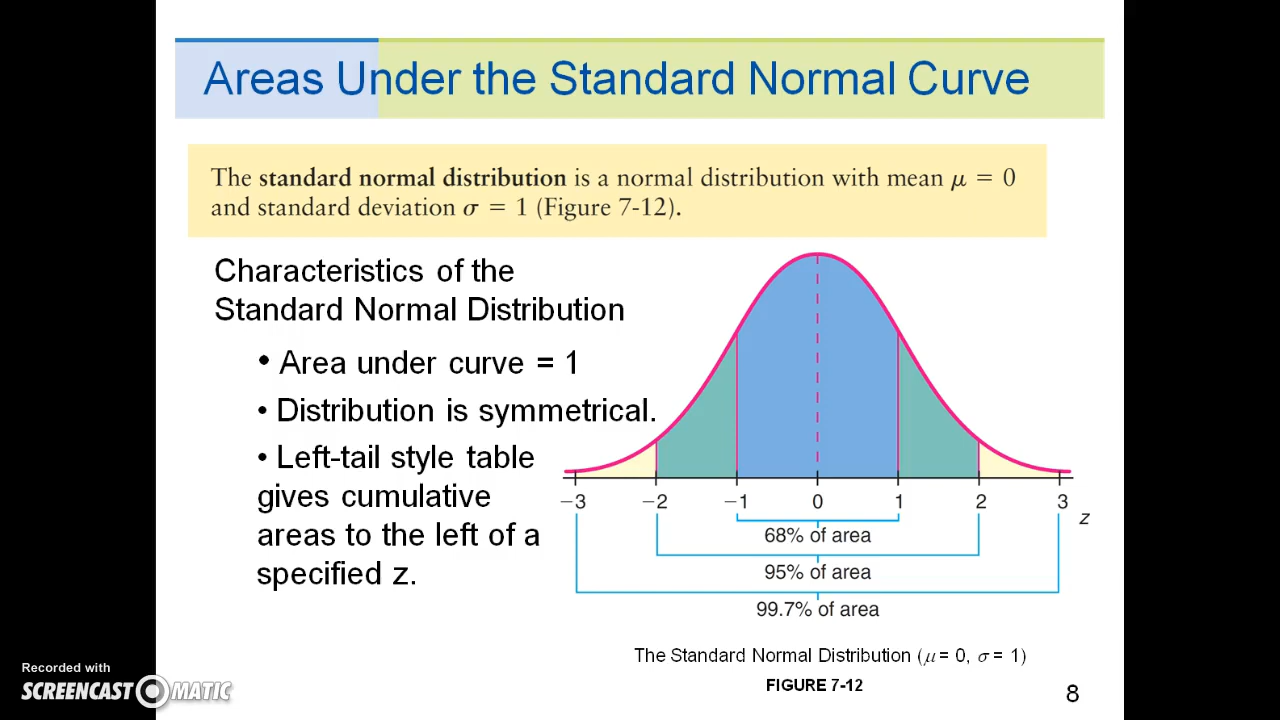 Areas Under the Standard Normal Curve
The standard normal distribution is a normal distribution with mean μ = 0
and standard deviation σ = 1 (Figure 7-12).
Characteristics of the
Standard Normal Distribution
• Area under curve = 1
• Distribution is symmetrical.
• Left-tail style table
gives cumulative
areas to the left of a
specified z.
−3 −2 −1 0 1 2 3
z
68% of area
95% of area
99.7% of area
The Standard Normal Distribution (μ = 0, σ = 1)
FIGURE 7-12
8
Recorded with
SCREENCAST O MATIC